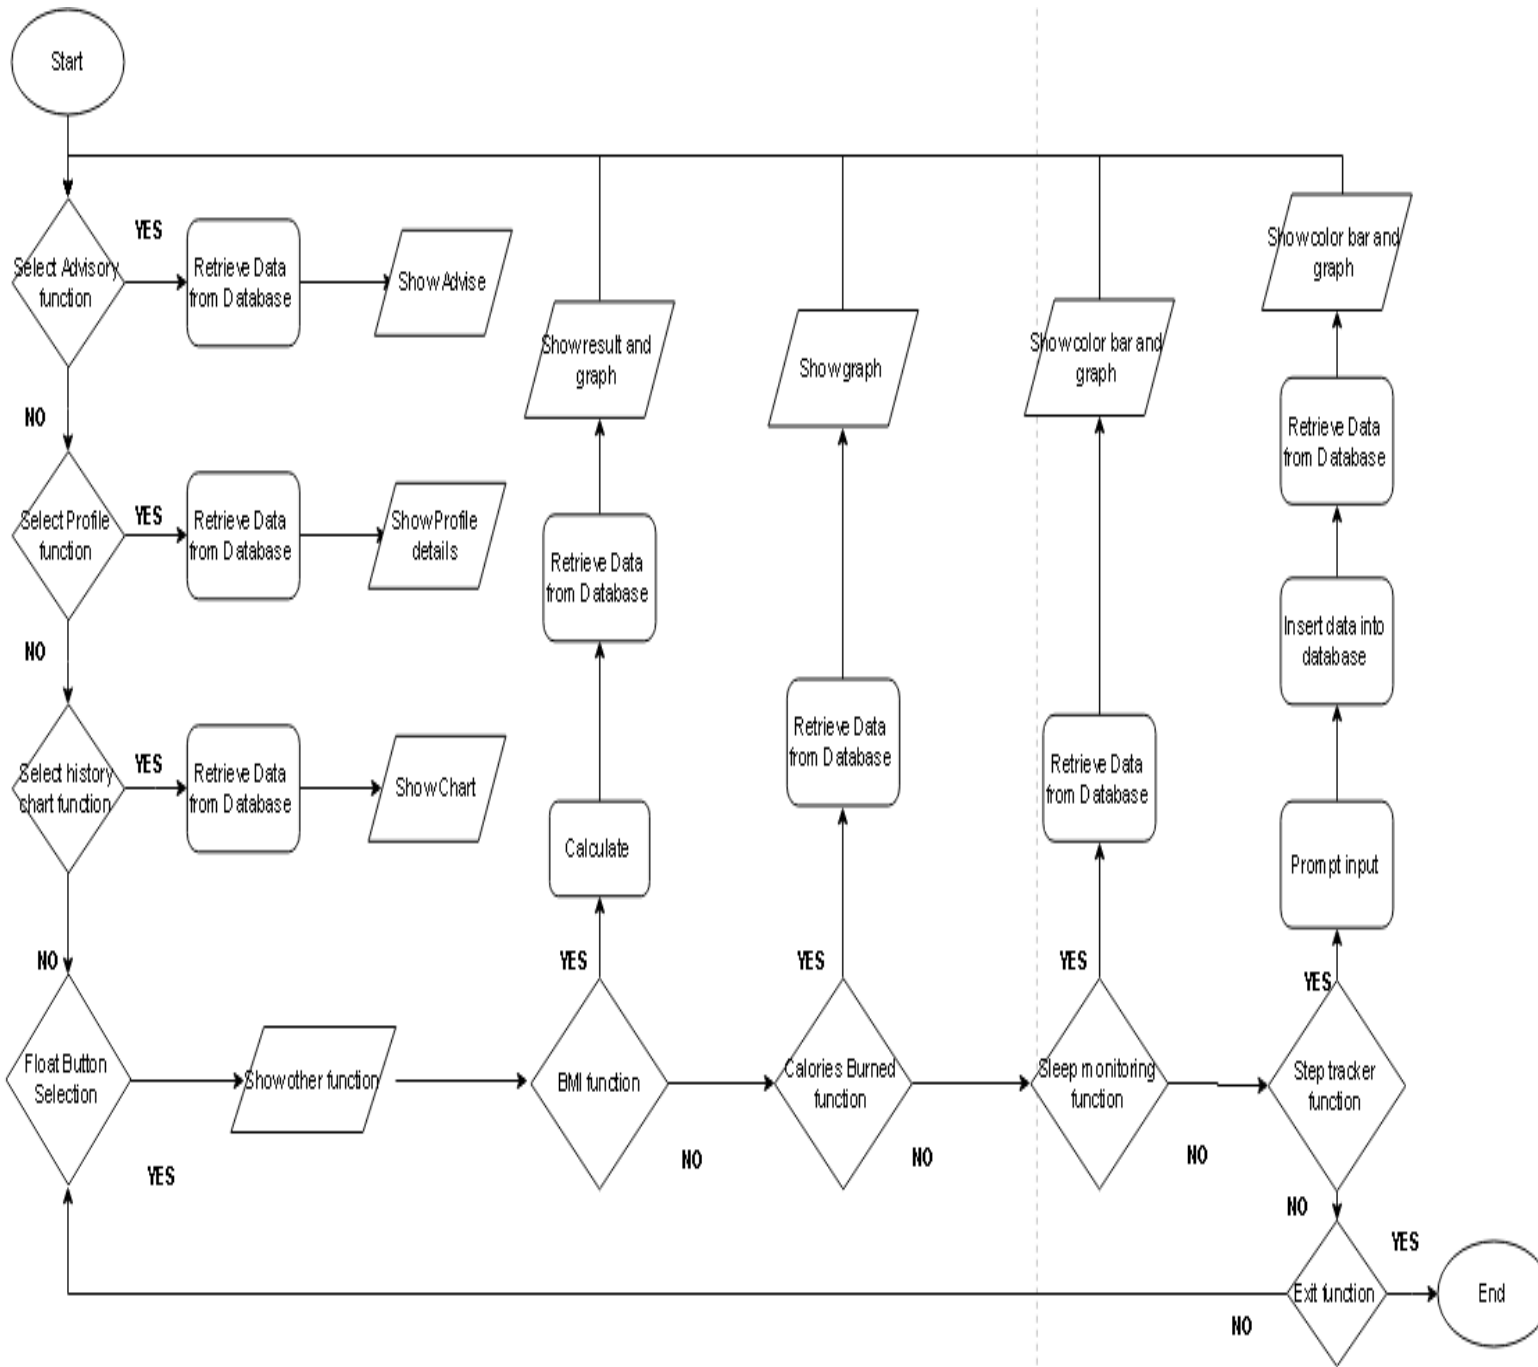 Start
YES
Select Advisory
function
Retrieve Data
from Database
Show Advise
NO
Select Profile
function
YES
Retrieve Data
from Database
Show Profile
details
NO
Select history
chart function
YES
Retrieve Data
from Database
Show Chart
NO
Float Button
Selection
YES
Show other function
BMI function
YES
Calculate
Retrieve Data
from Database
Show result and
graph
NO
Calories Burned
function
YES
Retrieve Data
from Database
Show graph
NO
Sleep monitoring
function
YES
Retrieve Data
from Database
Show color bar and
graph
NO
Step tracker
function
YES
Prompt input
Insert data into
database
Retrieve Data
from Database
Show color bar and
graph
NO
Exit function
YES
End
NO